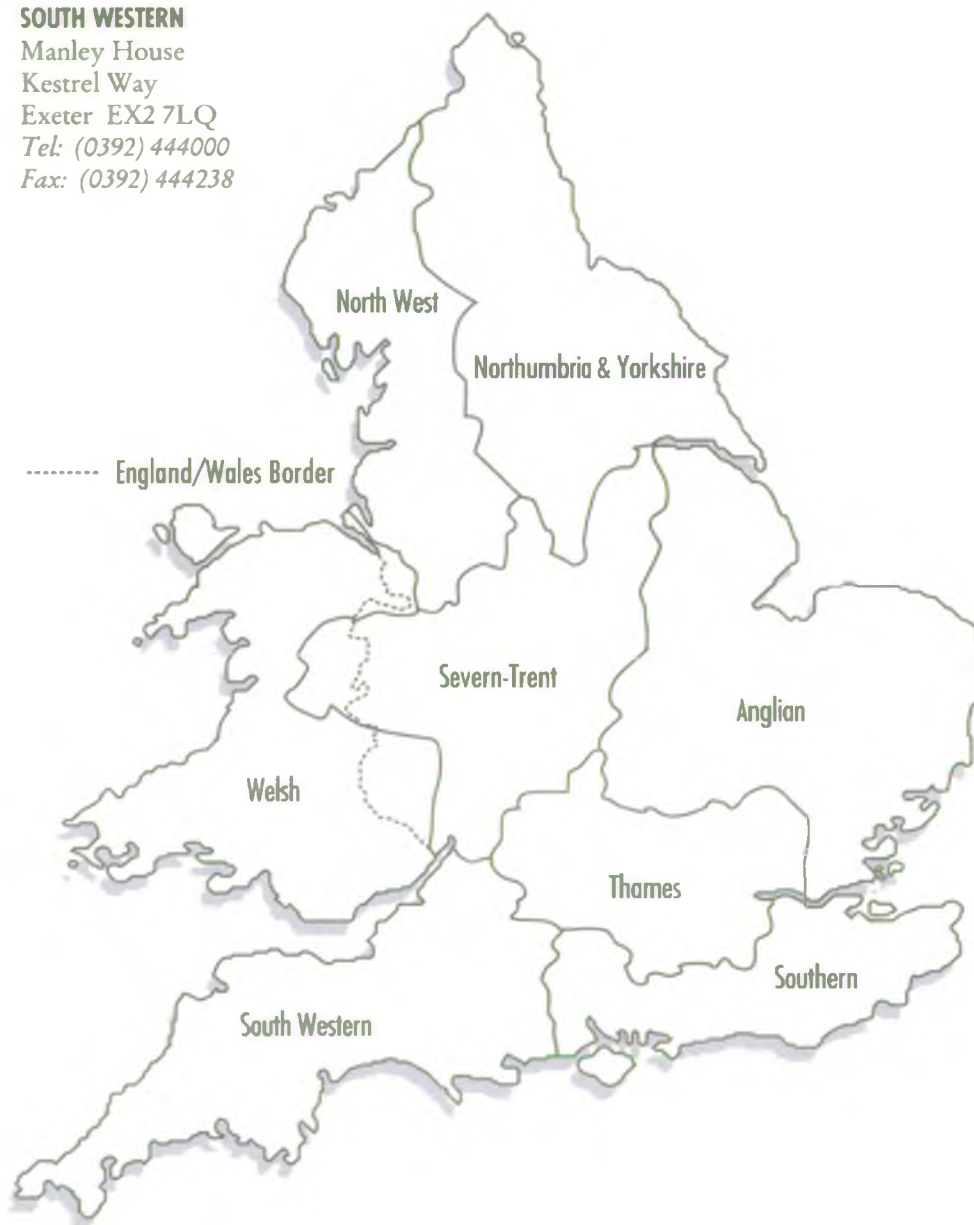 SOUTH WESTERN
Manley House
Kestrel Way
Exeter EX2 7LQ
Tel: (0392) 444000
Fax: (0392) 444238
North West
Northumbria & Yorkshire
England/Wales Border
Severn-Trent
Anglian
Welsh
Thames
Southern
South Western